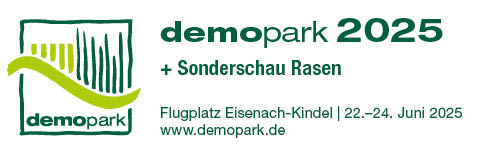 demopark
demopark 2025
+ Sonderschau Rasen
Flugplatz Eisenach-Kindel | 22.–24. Juni 2025
www.demopark.de